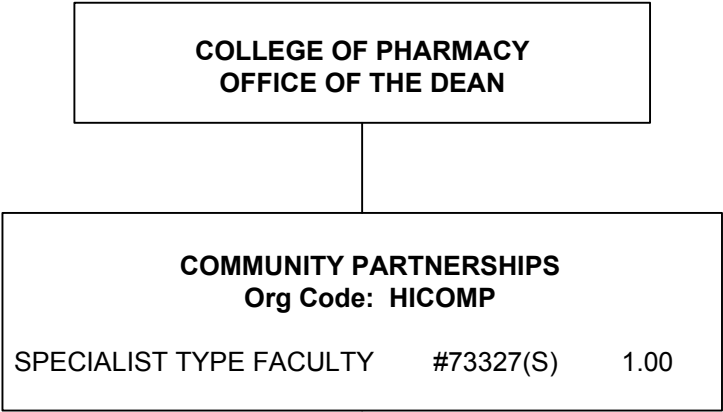 COLLEGE OF PHARMACY
OFFICE OF THE DEAN
COMMUNITY PARTNERSHIPS
Org Code: HICOMP
SPECIALIST TYPE FACULTY #73327(S) 1.00